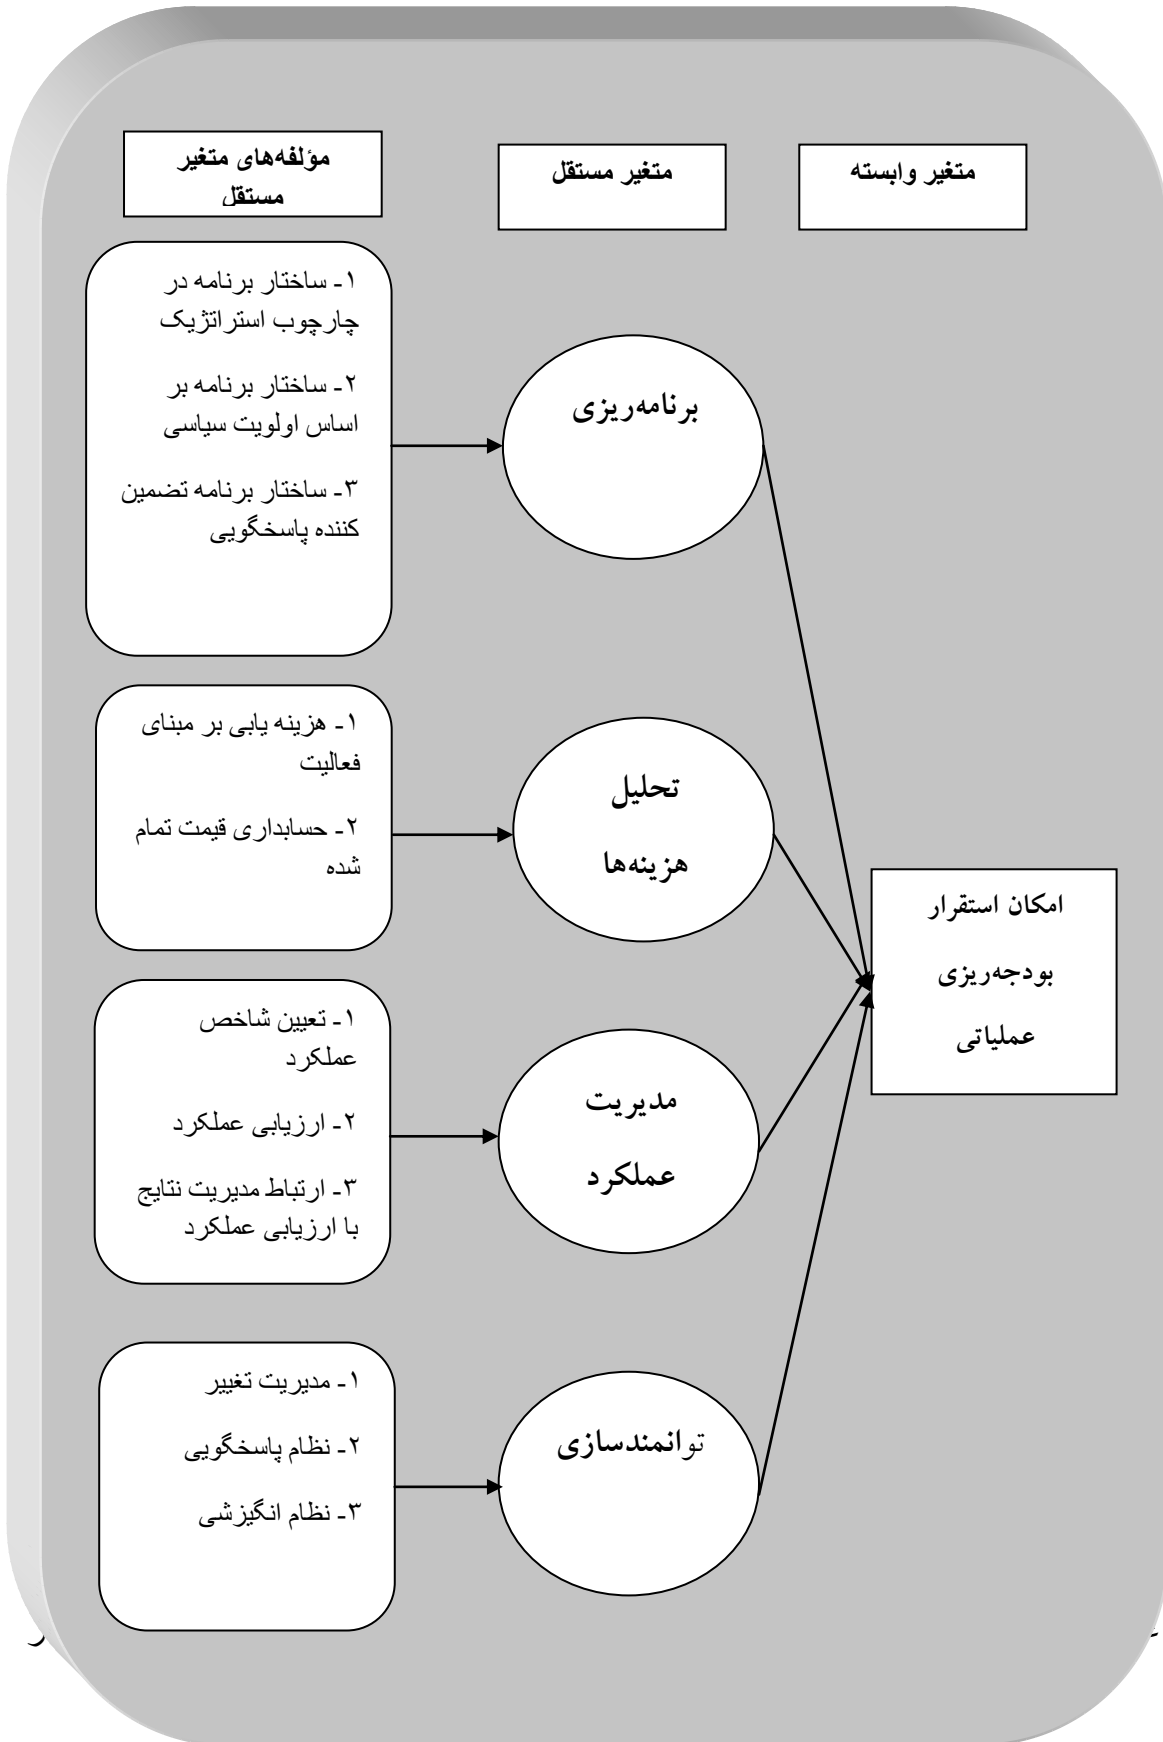 متغیر وابسته
متغیر مستقل
مؤلفه‌های متغیر
مستقل
۱- ساختار برنامه در
چارچوب استراتژیک
۲- ساختار برنامه بر
اساس اولویت سیاسی
۳- ساختار برنامه تضمین
کننده پاسخگویی
برنامه‌ریزی
۱- هزینه یابی بر مبنای
فعالیت
۲- حسابداری قیمت تمام
شده
تحلیل
هزینه‌ها
امکان استقرار
بودجه‌ریزی
عملیاتی
۱- تعیین شاخص
عملکرد
۲- ارزیابی عملکرد
۳- ارتباط مدیریت نتایج
با ارزیابی عملکرد
مدیریت
عملکرد
۱- مدیریت تغییر
۲- نظام پاسخگویی
۳- نظام انگیزشی
توانمندسازی